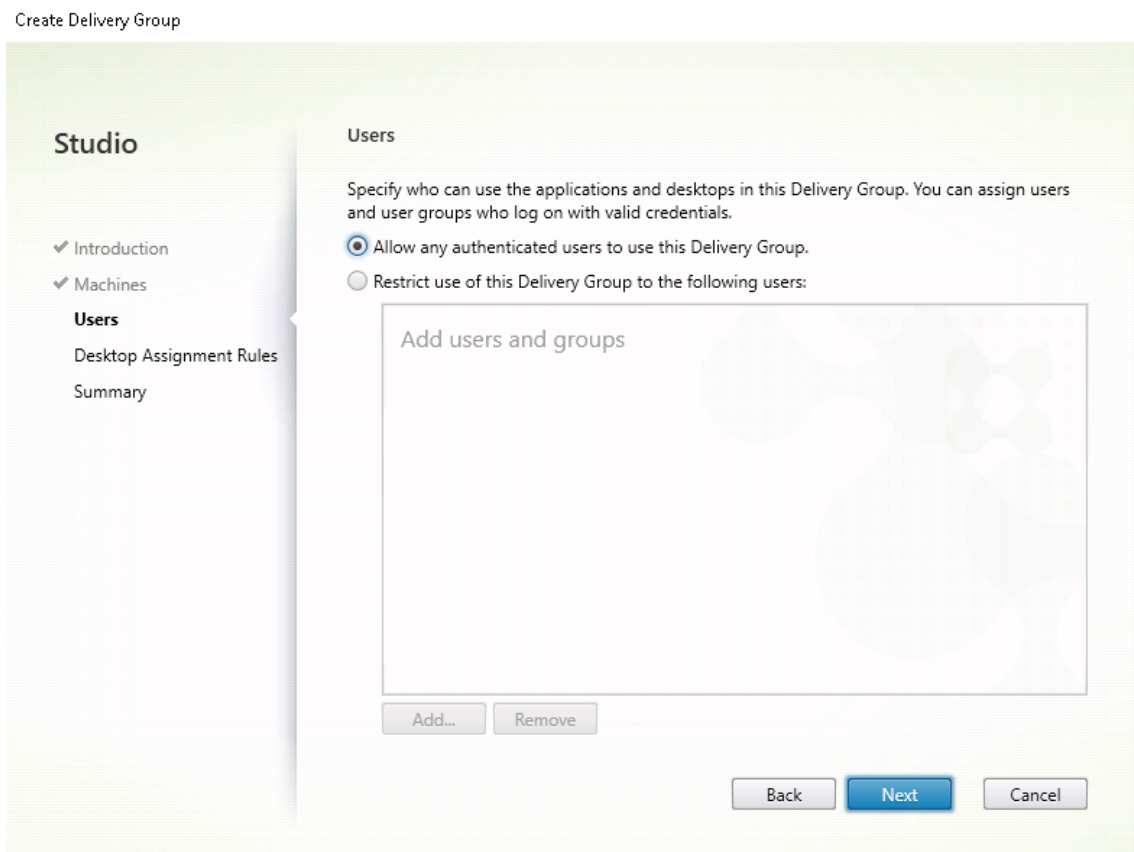 Create Delivery Group
Studio
Introduction
Machines
Users
Desktop Assignment Rules
Summary
Users
Specify who can use the applications and desktops in this Delivery Group. You can assign users
and user groups who log on with valid credentials.
Allow any authenticated users to use this Delivery Group.
Restrict use of this Delivery Group to the following users:
Add users and groups
Add...
Remove
Back
Next
Cancel